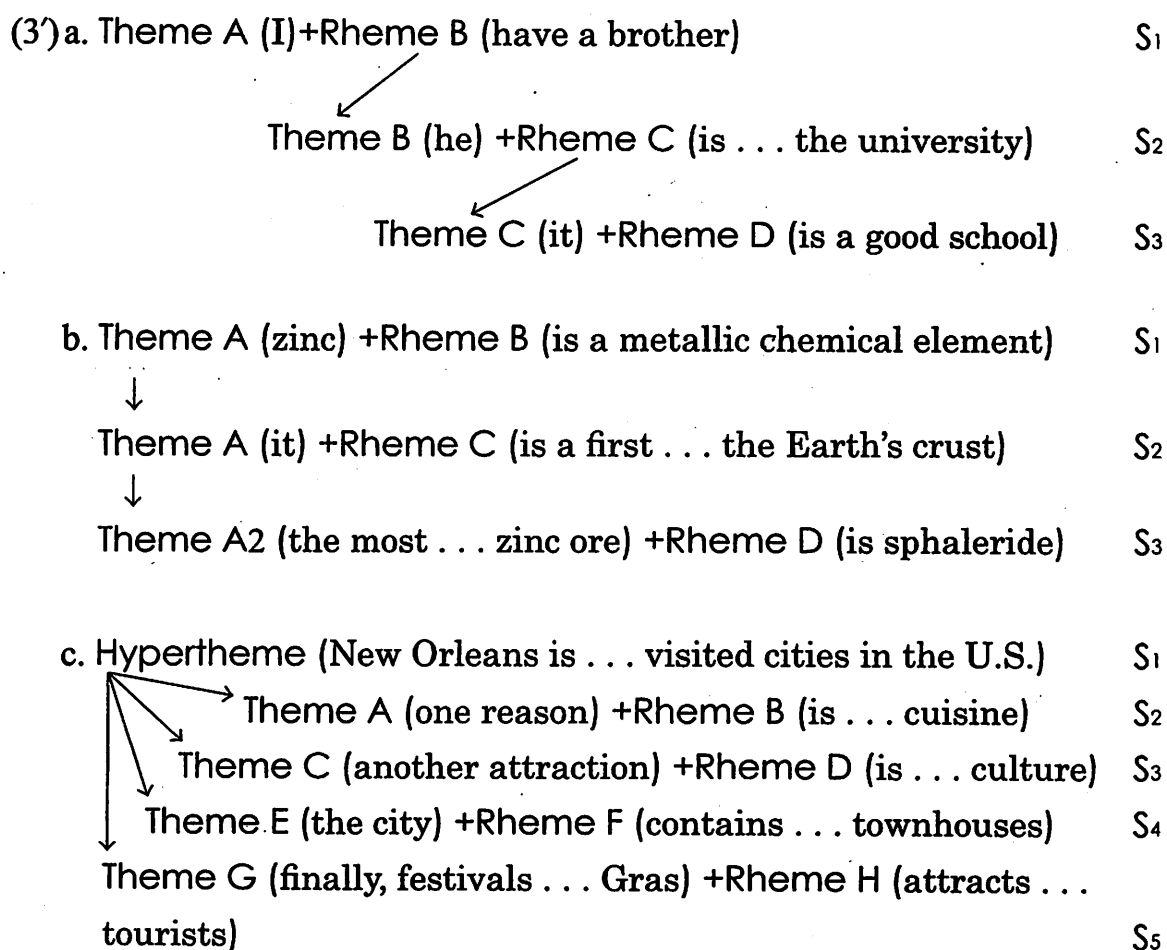 (3′) a. Theme A (I)+Rheme B (have a brother) S1
Theme B (he) +Rheme C (is . . . the university) S2
Theme C (it) +Rheme D (is a good school) S3
b. Theme A (zinc) +Rheme B (is a metallic chemical element) S1
Theme A (it) +Rheme C (is a first . . . the Earth's crust) S2
Theme A2 (the most . . . zinc ore) +Rheme D (is sphaleride) S3
c. Hypertheme (New Orleans is . . . visited cities in the U.S.) S1
Theme A (one reason) +Rheme B (is . . . cuisine) S2
Theme C (another attraction) +Rheme D (is . . . culture) S3
Theme E (the city) +Rheme F (contains . . . townhouses) S4
Theme G (finally, festivals . . . Gras) +Rheme H (attracts . . .
tourists) S5